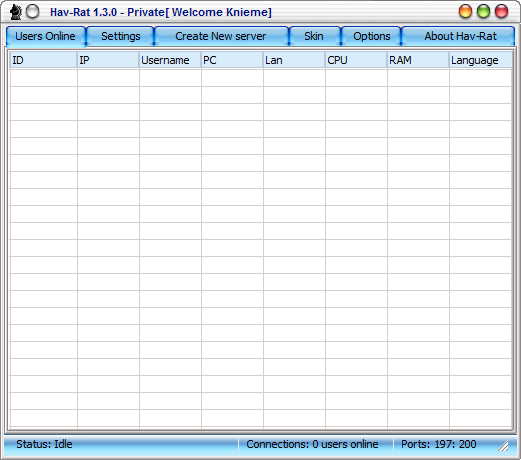 Hav-Rat 1.3.0 - Private[ Welcome Knieme]
Users Online Settings Create New server Skin Options About Hav-Rat
ID IP Username PC Lan CPU RAM Language
Status: Idle Connections: 0 users online Ports: 197: 200